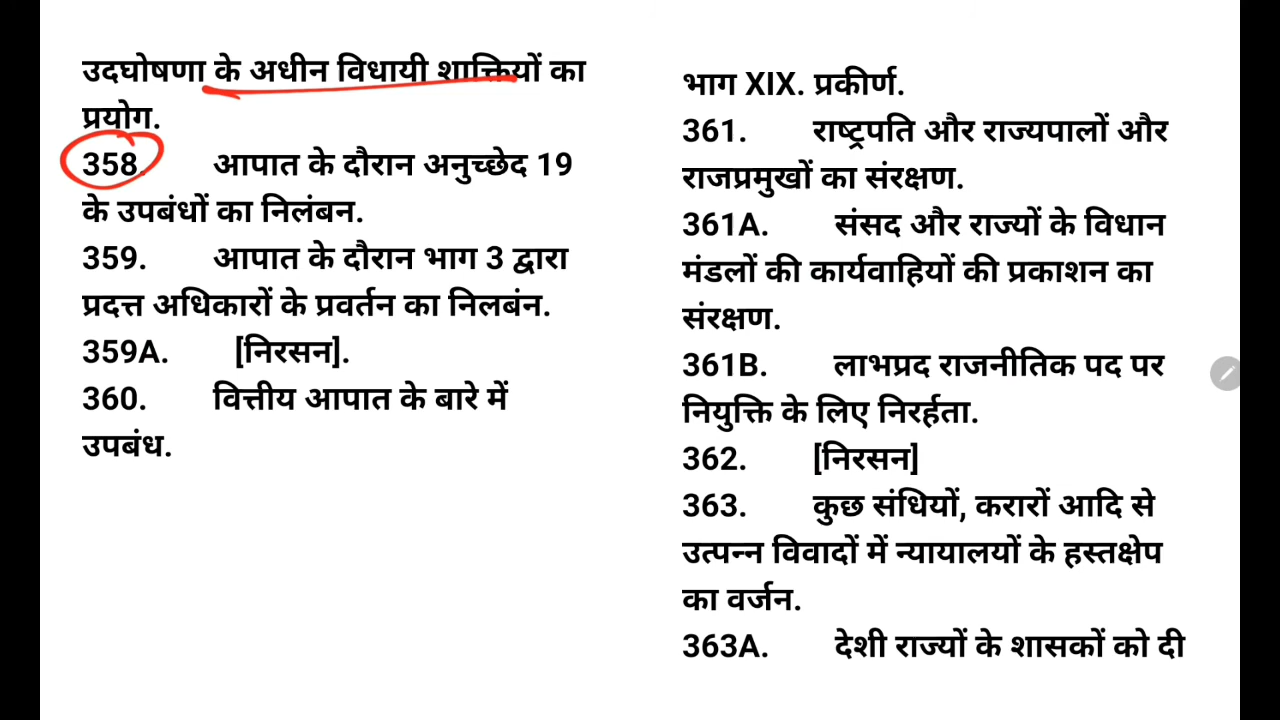 उदघोषणा के अधीन विधायी शाक्तियों का
प्रयोग.
358. आपात के दौरान अनुच्छेद 19
के उपबंधों का निलंबन.
359. आपात के दौरान भाग 3 द्वारा
प्रदत्त अधिकारों के प्रवर्तन का निलबंन.
359A. [निरसन].
360. वित्तीय आपात के बारे में
उपबंध.
भाग XIX. प्रकीर्ण.
361. राष्ट्रपति और राज्यपालों और
राजप्रमुखों का संरक्षण.
361A. संसद और राज्यों के विधान
मंडलों की कार्यवाहियों की प्रकाशन का
संरक्षण.
361B. लाभप्रद राजनीतिक पद पर
नियुक्ति के लिए निरर्हता.
362. [निरसन]
363. कुछ संधियों, करारों आदि से
उत्पन्न विवादों में न्यायालयों के हस्तक्षेप
का वर्जन.
363A. देशी राज्यों के शासकों को दी